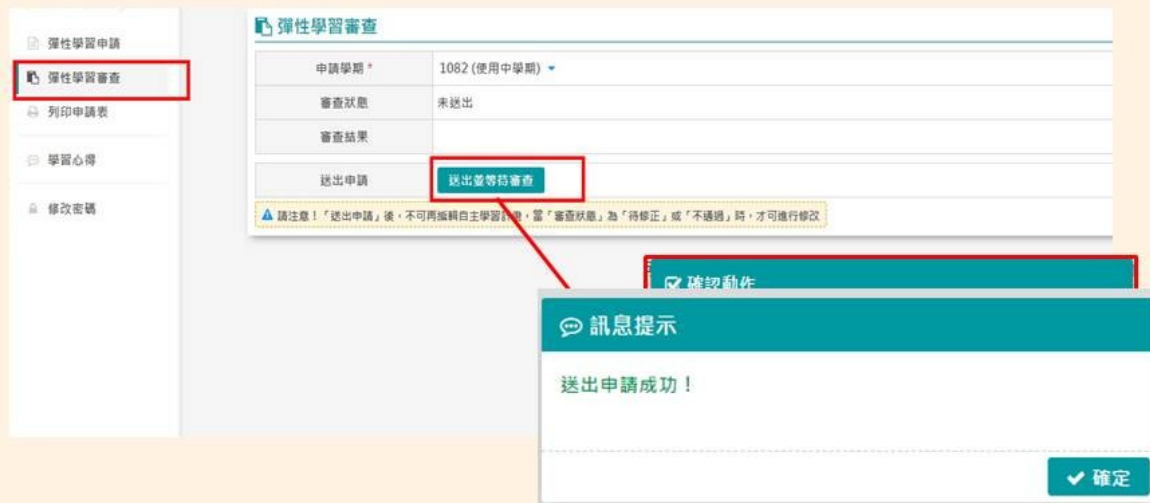 彈性學習申請
彈性學習審查
列印申請表
學習心得
修改密碼
彈性學習審查
申請學期*
1082 (使用中學期)
審查狀態
未送出
審查結果
送出申請
送出並等待審查
請注意!「送出申請」後,不可再編輯自主學習計畫,當「審查狀態」為「待修正」或「不通過」時,才可進行修改
確認動作
訊息提示
送出申請成功!
確定